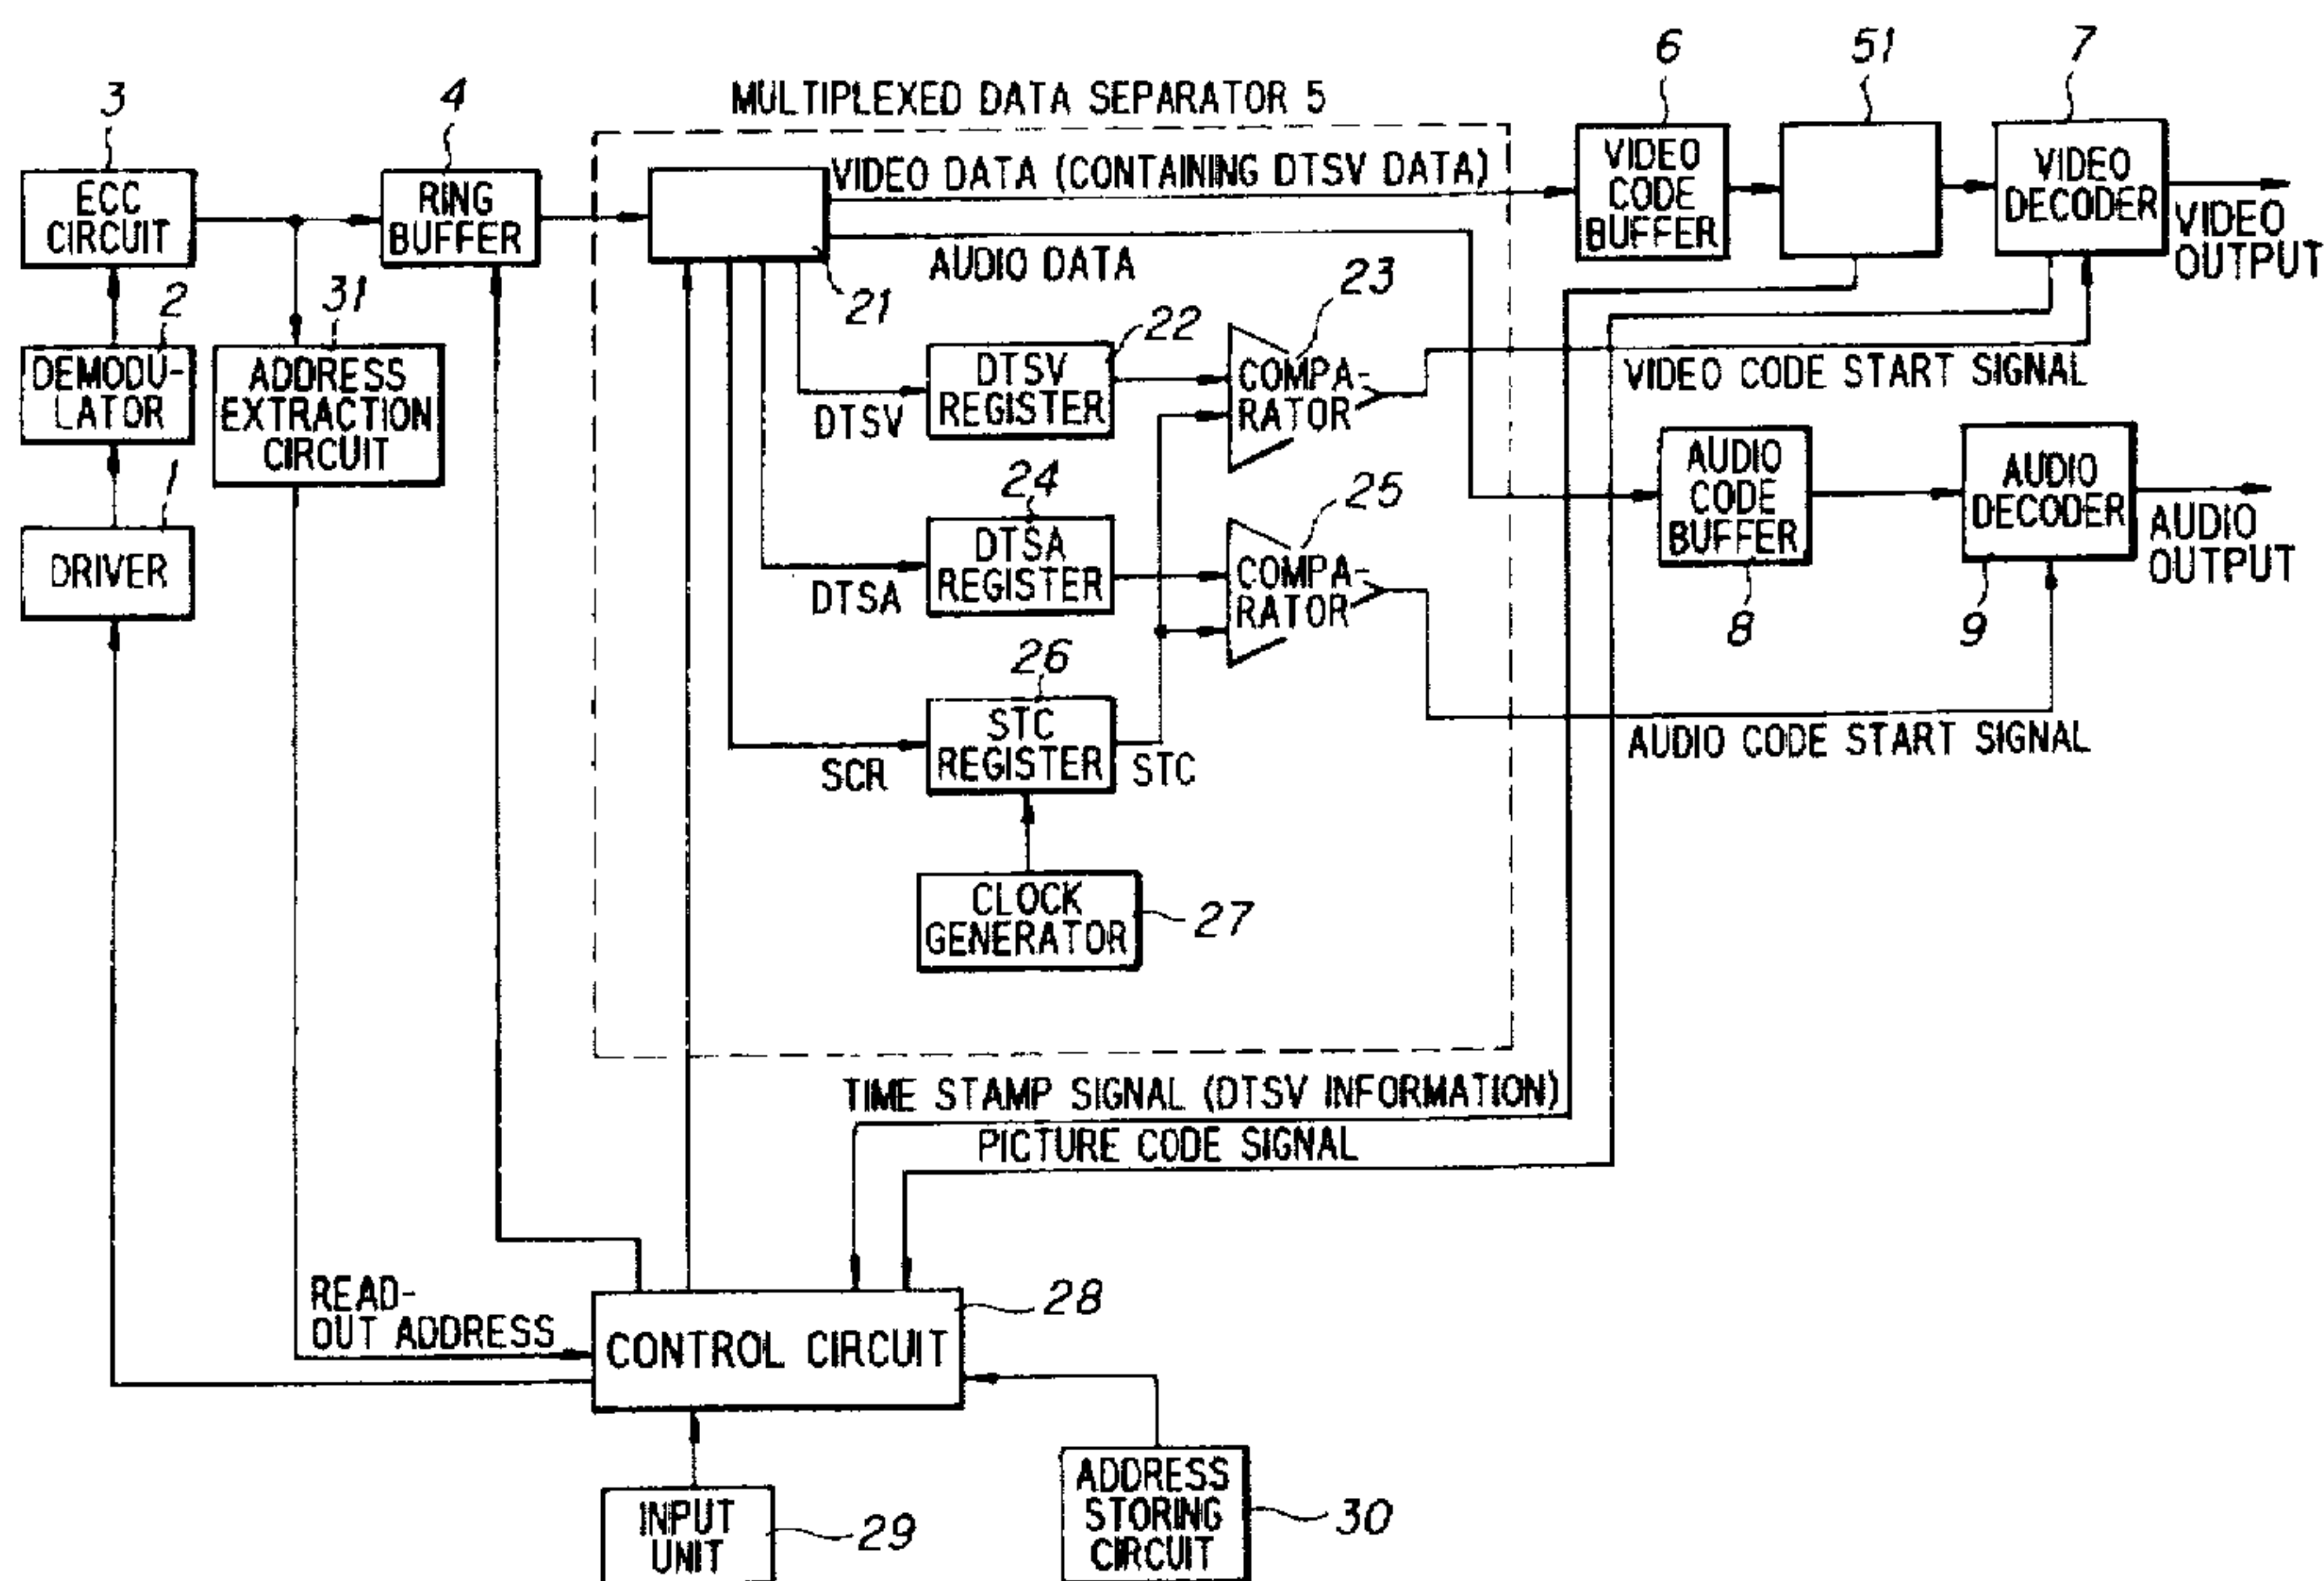 MULTIPLEXED DATA SEPARATOR 5
3
ECC
CIRCUIT
4
RING
BUFFER
2
DEMODU-
LATOR
31
ADDRESS
EXTRACTION
CIRCUIT
1
DRIVER
21
VIDEO DATA (CONTAINING DTSV DATA)
AUDIO DATA
DTSV
22
DTSV
REGISTER
23
COMPA-
RATOR
DTSA
24
DTSA
REGISTER
25
COMPA-
RATOR
SCR
26
STC
REGISTER
STC
CLOCK
GENERATOR
27
6
VIDEO
CODE
BUFFER
51
7
VIDEO
DECODER
VIDEO
OUTPUT
VIDEO CODE START SIGNAL
AUDIO
CODE
BUFFER
8
AUDIO
DECODER
9
AUDIO
OUTPUT
AUDIO CODE START SIGNAL
TIME STAMP SIGNAL (DTSV INFORMATION)
PICTURE CODE SIGNAL
READ-
OUT ADDRESS
CONTROL CIRCUIT
28
INPUT
UNIT
29
ADDRESS
STORING
CIRCUIT
30